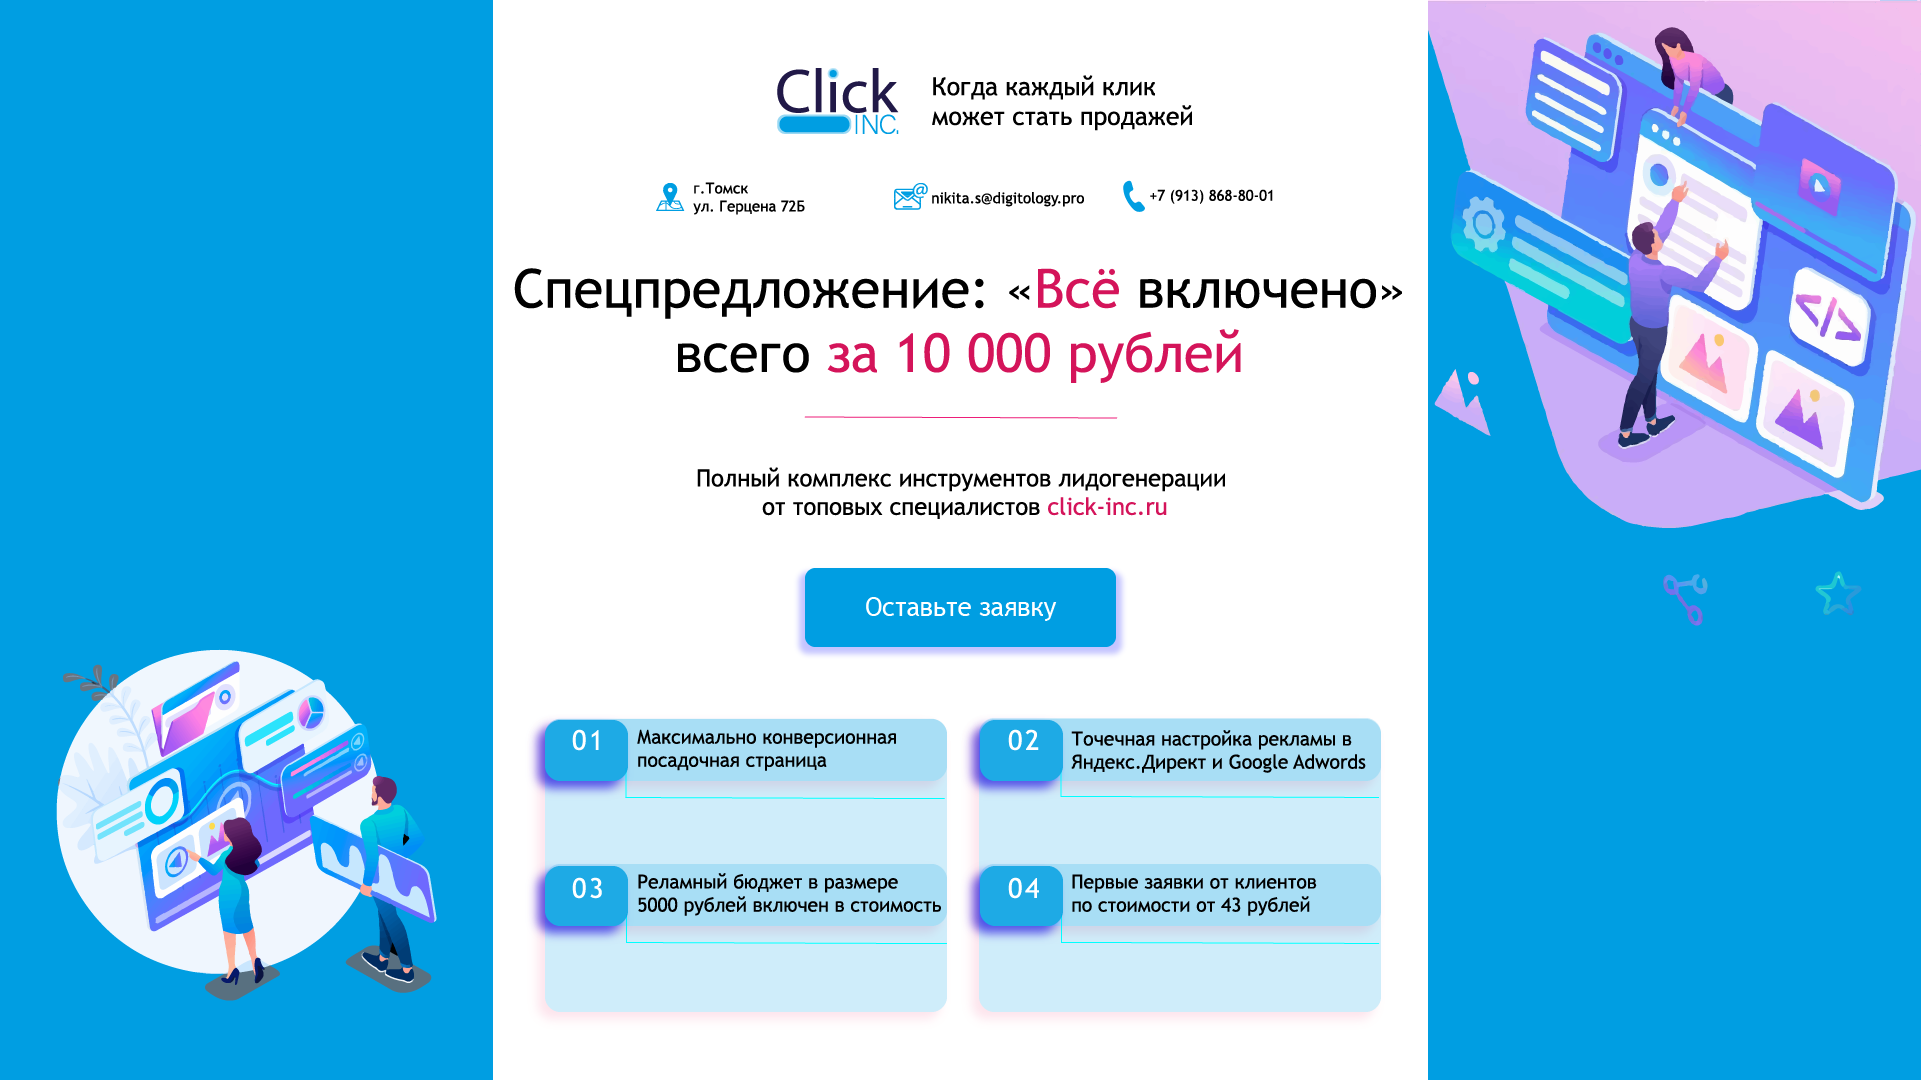 Click
INC.
Когда каждый клик
может стать продажей
г.Томск
ул. Герцена 72Б
nikita.s@digitology.pro
+7 (913) 868-80-01
Спецпредложение: «Всё включено»
всего за 10 000 рублей
Полный комплекс инструментов лидогенерации
от топовых специалистов click-inc.ru
Оставьте заявку
01
Максимально конверсионная
посадочная страница
02
Точечная настройка рекламы в
Яндекс.Директ и Google Adwords
03
Реламный бюджет в размере
5000 рублей включен в стоимость
04
Первые заявки от клиентов
по стоимости от 43 рублей